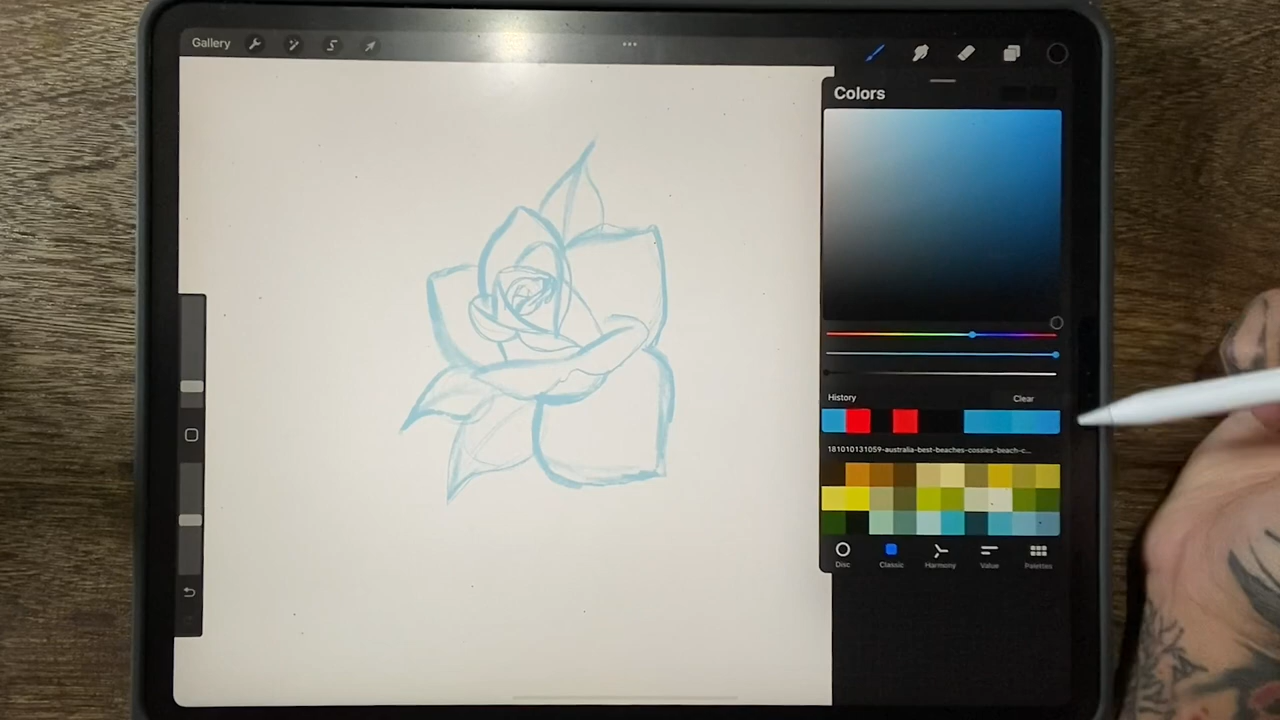 Gallery
Colors
History
Clear
181010131059-australia-best-beaches-cossies-beach-c...
Disc
Classic
Harmony
Value
Palettes